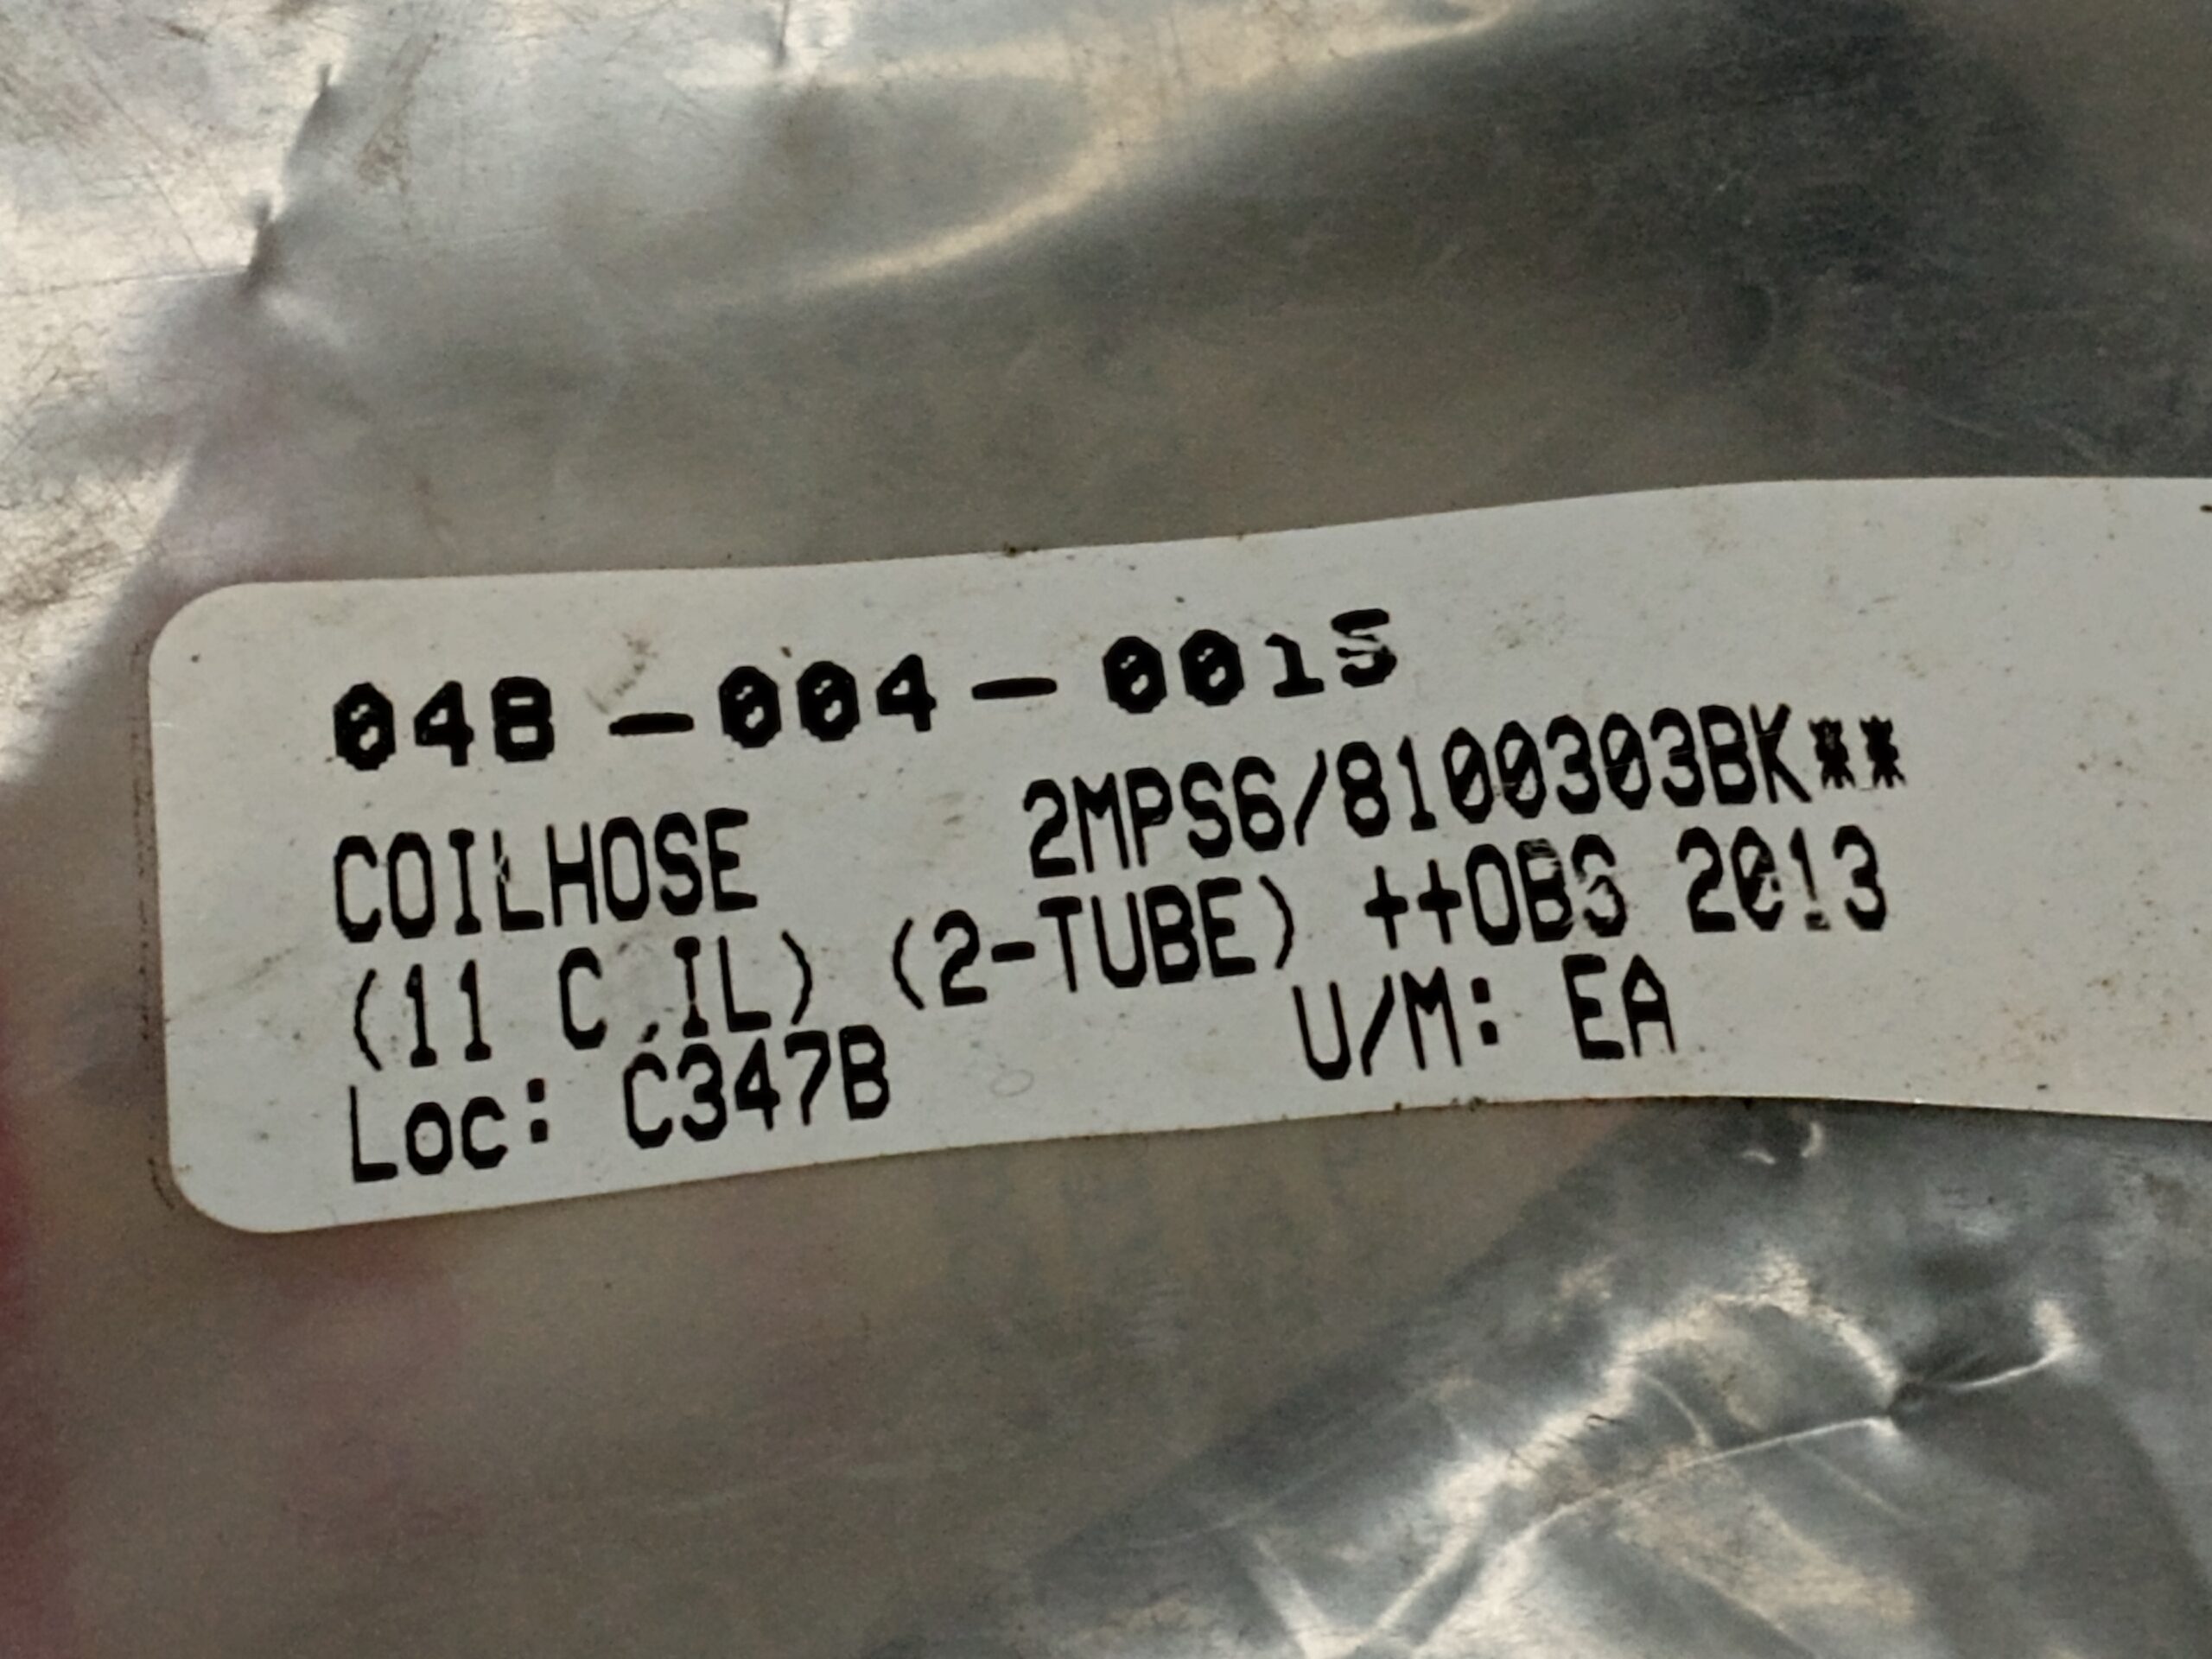 048-004-0015
COILHOSE 2MPS6/8100303BK**
(11 C IL) (2-TUBE) ++OBS 2013
Loc: C347B U/M: EA